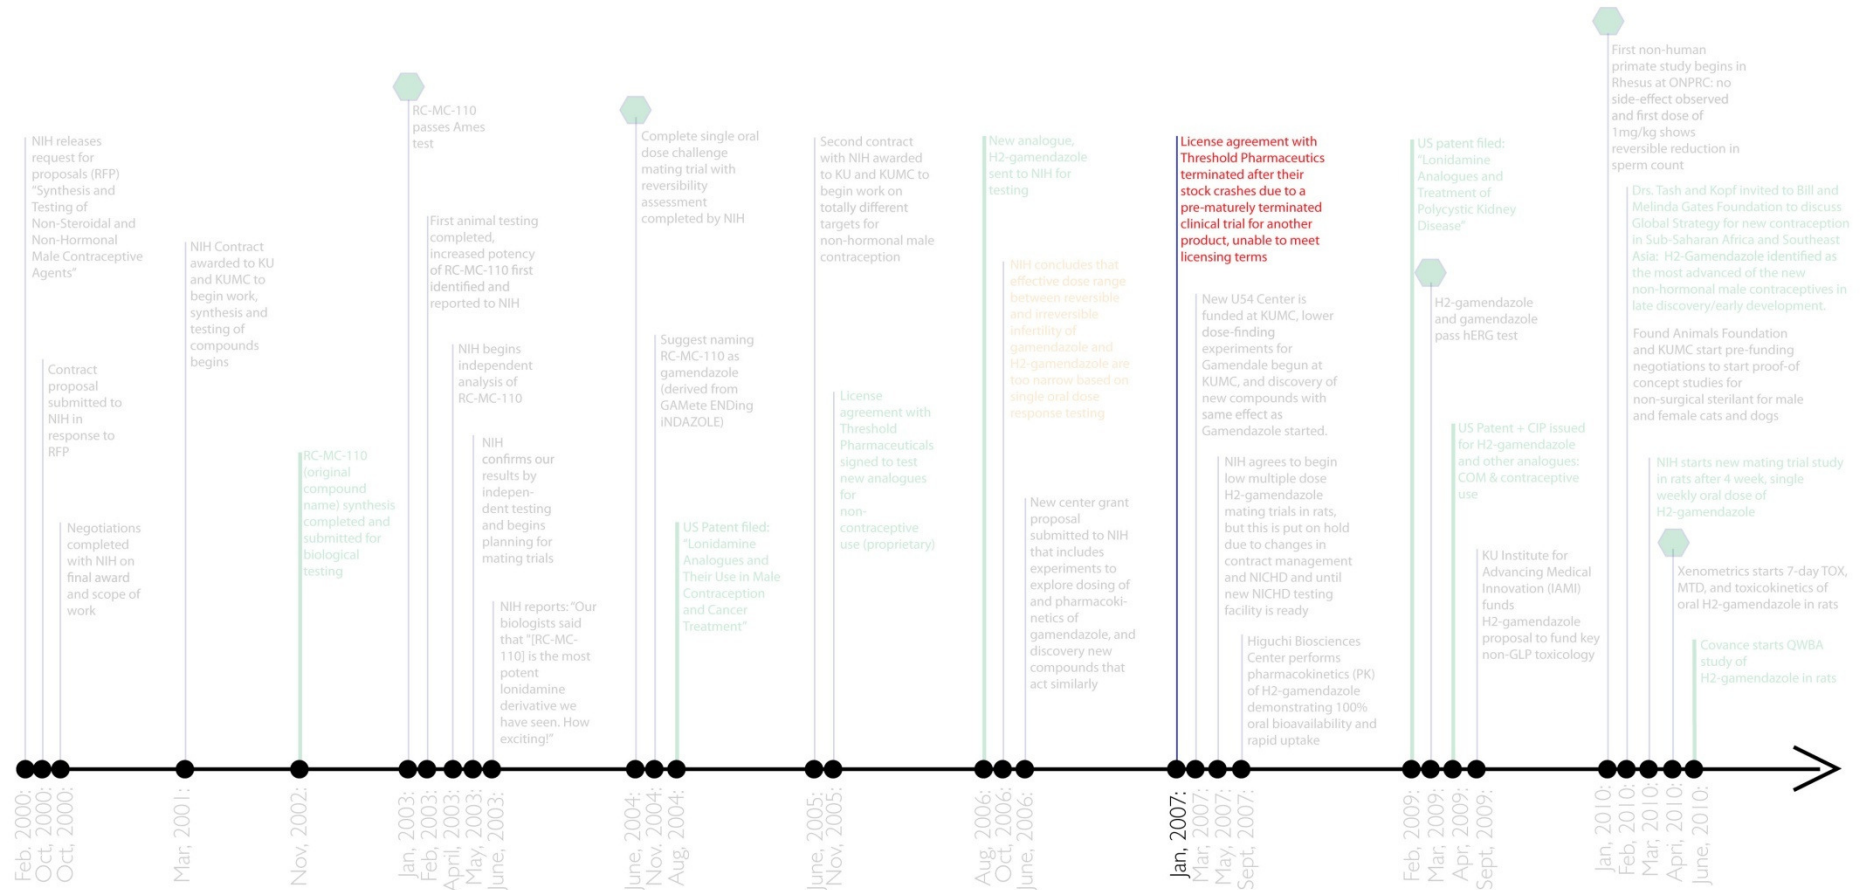 NIH releases
request for
proposals (RFP)
"Synthesis and
Testing of
Non-Steroidal and
Non-Hormonal
Male Contraceptive
Agents"
Contract
proposal
submitted to
NIH in
response to
RFP
Negotiations
completed
with NIH on
final award
and scope of
work
NIH Contract
awarded to KU
and KUMC to
begin work,
synthesis and
testing of
compounds
begins
RC-MC-110
(original
compound
name) synthesis
completed and
submitted for
biological
testing
RC-MC-110
passes Ames
test
First animal testing
completed,
increased potency
of RC-MC-110 first
identified and
reported to NIH
NIH begins
independent
analysis of
RC-MC-110
NIH
confirms our
results by
indepen-
dent testing
and begins
planning for
mating trials
NIH reports: "Our
biologists said
that "[RC-MC-
110] is the most
potent
lonidamine
derivative we
have seen. How
exciting!"
Complete single oral
dose challenge
mating trial with
reversibility
assessment
completed by NIH
Suggest naming
RC-MC-110 as
gamendazole
(derived from
GAMete ENDing
iNDAZOLE)
US Patent filed:
"Lonidamine
Analogues and
Their Use in Male
Contraception
and Cancer
Treatment"
Second contract
with NIH awarded
to KU and KUMC to
begin work on
totally different
targets for
non-hormonal male
contraception
License
agreement with
Threshold
Pharmaceuticals
signed to test
new analogues
for
non-
contraceptive
use (proprietary)
New analogue,
H2-gamendazole
sent to NIH for
testing
NIH concludes that
effective dose range
between reversible
and irreversible
infertility of
gamendazole and
H2-gamendazole are
too narrow based on
single oral dose
response testing
New center grant
proposal
submitted to NIH
that includes
experiments to
explore dosing of
and pharmacoki-
netics of
gamendazole, and
discovery new
compounds that
act similarly
License agreement with
Threshold Pharmaceutics
terminated after their
stock crashes due to a
pre-maturely terminated
clinical trial for another
product, unable to meet
licensing terms
New U54 Center is
funded at KUMC, lower
dose-finding
experiments for
Gamendale begun at
KUMC, and discovery of
new compounds with
same effect as
Gamendazole started.
NIH agrees to begin
low multiple dose
H2-gamendazole
mating trials in rats,
but this is put on hold
due to changes in
contract management
and NICHD and until
new NICHD testing
facility is ready
Higuchi Biosciences
Center performs
pharmacokinetics (PK)
of H2-gamendazole
demonstrating 100%
oral bioavailability and
rapid uptake
US patent filed:
"Lonidamine
Analogues and
Treatment of
Polycystic Kidney
Disease"
H2-gamendazole
and gamendazole
pass hERG test
US Patent + CIP issued
for H2-gamendazole
and other analogues:
COM & contraceptive
use
KU Institute for
Advancing Medical
Innovation (IAMI)
funds
H2-gamendazole
proposal to fund key
non-GLP toxicology
First non-human
primate study begins in
Rhesus at ONPRC: no
side-effect observed
and first dose of
1mg/kg shows
reversible reduction in
sperm count
Drs. Tash and Kopf invited to Bill and
Melinda Gates Foundation to discuss
Global Strategy for new contraception
in Sub-Saharan Africa and Southeast
Asia: H2-Gamendazole identified as
the most advanced of the new
non-hormonal male contraceptives in
late discovery/early development.
Found Animals Foundation
and KUMC start pre-funding
negotiations to start proof-of
concept studies for
non-surgical sterilant for male
and female cats and dogs
NIH starts new mating trial study
in rats after 4 week, single
weekly oral dose of
H2-gamendazole
Xenometrics starts 7-day TOX,
MTD, and toxicokinetics of
oral H2-gamendazole in rats
Covance starts QWBA
study of
H2-gamendazole in rats
Feb. 2000:
Oct, 2000:
Oct, 2000:
Mar, 2001:
Nov, 2002:
Jan, 2003:
Feb, 2003:
April, 2003:
May, 2003:
June, 2003:
June, 2004:
Nov. 2004:
Aug, 2004:
June, 2005:
Nov, 2005:
Aug, 2006:
Oct, 2006:
June, 2006:
Jan, 2007:
Mar, 2007:
May, 2007:
Sept, 2007:
Feb, 2009:
Mar, 2009:
Apr, 2009:
Sept, 2009:
Jan, 2010:
Feb, 2010:
Mar, 2010:
Apri, 2010:
June, 2010: